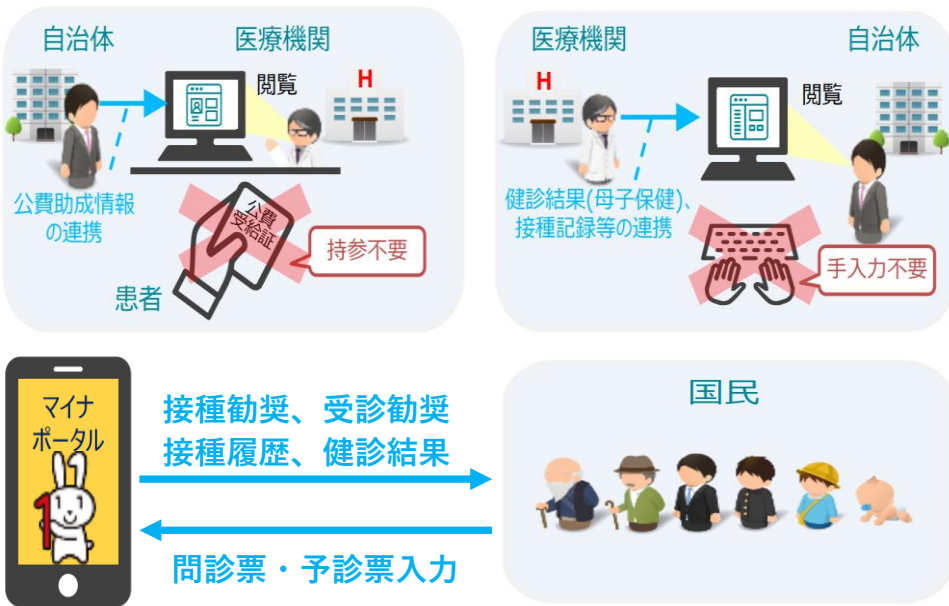 自治体
医療機関
閲覧
H
公費助成情報
の連携
公費
受給証
持参不要
患者
医療機関
自治体
H
閲覧
健診結果(母子保健)、
接種記録等の連携
手入力不要
マイナ
ポータル
1
接種勧奨、受診勧奨
接種履歴、健診結果
問診票・予診票入力
国民